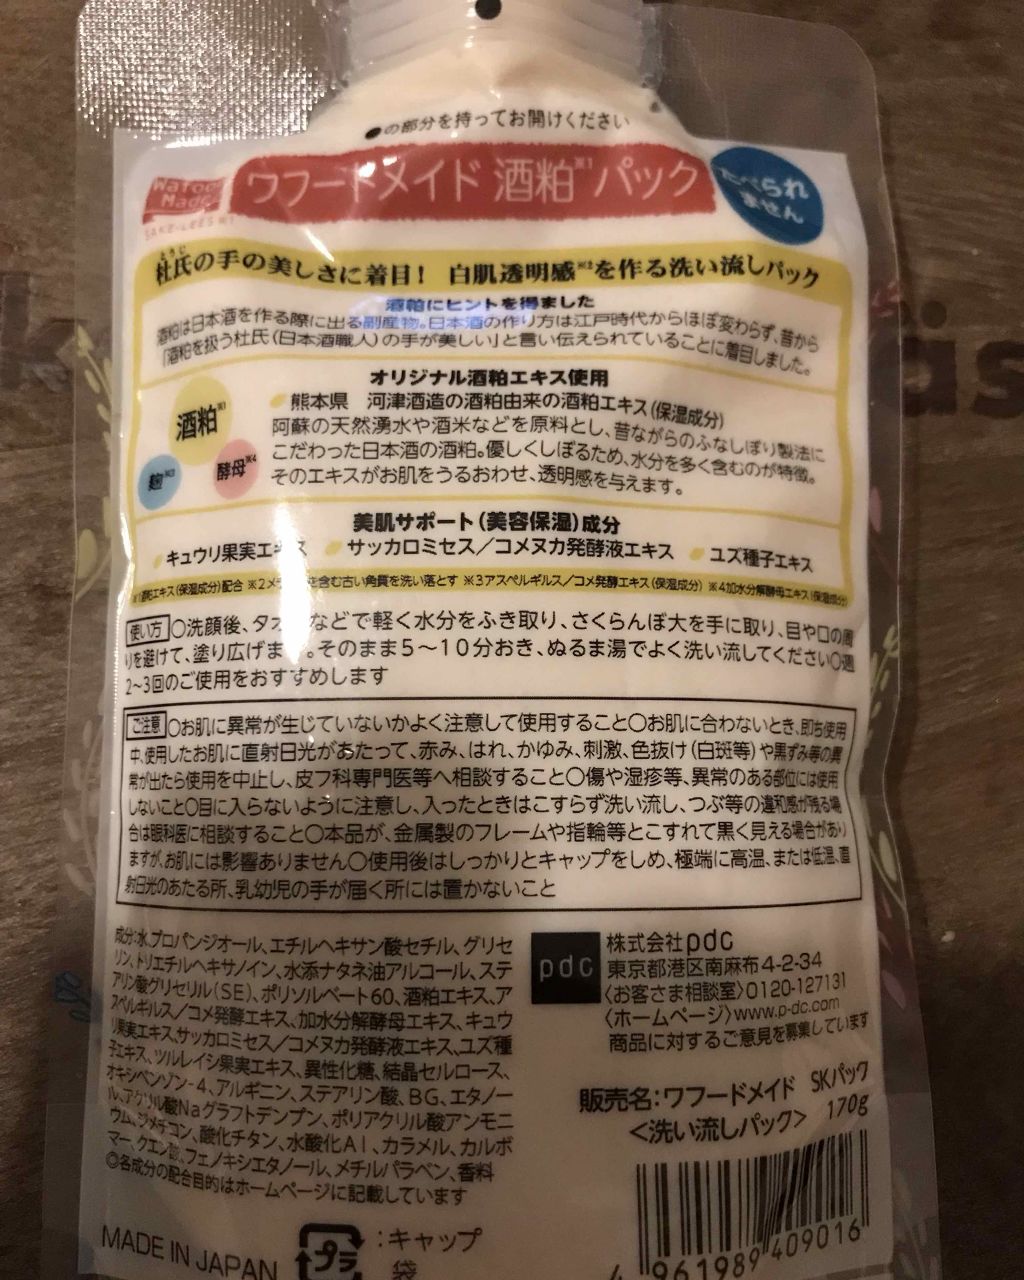 ●の部分を持ってお開けください
Wafood Made
SAKE-LEES
ワフードメイド 酒粕※1パック
たべられ
ません
とうじ
杜氏の手の美しさに着目! 白肌透明感※2を作る洗い流しパック
酒粕にヒントを得ました
酒粕は日本酒を作る際に出る副産物。日本酒の作り方は江戸時代からほぼ変わらず、昔から
「酒粕を扱う杜氏(日本酒職人)の手が美しい」と言い伝えられていることに着目しました。
酒粕※1
麹※3
酵母※4
オリジナル酒粕エキス使用
熊本県 河津酒造の酒粕由来の酒粕エキス(保湿成分)
阿蘇の天然湧水や酒米などを原料とし、昔ながらのふなしぼり製法に
こだわった日本酒の酒粕。優しくしぼるため、水分を多く含むのが特徴。
そのエキスがお肌をうるおわせ、透明感を与えます。
美肌サポート(美容保湿)成分
キュウリ果実エキス サッカロミセス/コメヌカ発酵液エキス ユズ種子エキス
※1酒粕エキス(保湿成分)配合 ※2メラ を含む古い角質を洗い落とす ※3アスペルギルス/コメ発酵エキス(保湿成分) ※4加水分解酵母エキス(保湿成分)
使い方 ○洗顔後、タオ などで軽く水分をふき取り、さくらんぼ大を手に取り、目や口の周
りを避けて、塗り広げます。そのまま5～10分おき、ぬるま湯でよく洗い流してください○週
2～3回のご使用をおすすめします
ご注意 ○お肌に異常が生じていないかよく注意して使用すること○お肌に合わないとき、即ち使用
中、使用したお肌に直射日光があたって、赤み、はれ、かゆみ、刺激、色抜け(白斑等)や黒ずみ等の異
常が出たら使用を中止し、皮フ科専門医等へ相談すること○傷や湿疹等、異常のある部位には使用
しないこと○目に入らないように注意し、入ったときはこすらず洗い流し、つぶ等の違和感が残る場
合は眼科医に相談すること○本品が、金属製のフレームや指輪等とこすれて黒く見える場合があり
ますが、お肌には影響ありません○使用後はしっかりとキャップをしめ、極端に高温、または低温、直
射日光のあたる所、乳幼児の手が届く所には置かないこと
成分:水、プロパンジオール、エチルヘキサン酸セチル、グリセ
リン、トリエチルヘキサノイン、水添ナタネ油アルコール、ステ
アリン酸グリセリル(SE)、ポリソルベート60、酒粕エキス、ア
スペルギルス/コメ発酵エキス、加水分解酵母エキス、キュウ
リ果実エキス、サッカロミセス/コメヌカ発酵液エキス、ユズ種
子エキス、ツルレイシ果実エキス、異性化糖、結晶セルロース、
オキシベンゾン-4、アルギニン、ステアリン酸、BG、エタノー
ル、アクリル酸Naグラフトデンプン、ポリアクリル酸アンモニ
ウム、ジメチコン、酸化チタン、水酸化Al、カラメル、カルボ
マー、クエン酸、フェノキシエタノール、メチルパラベン、香料
◎各成分の配合目的はホームページに記載しています
pdc
株式会社pdc
東京都港区南麻布4-2-34
〈お客さま相談室〉0120-127131
〈ホームページ〉www.p-dc.com
商品に対するご意見を募集しています
販売名:ワフードメイド SKパック
<洗い流しパック> 170g
MADE IN JAPAN
プラ
:キャップ
袋
4 961989 409016